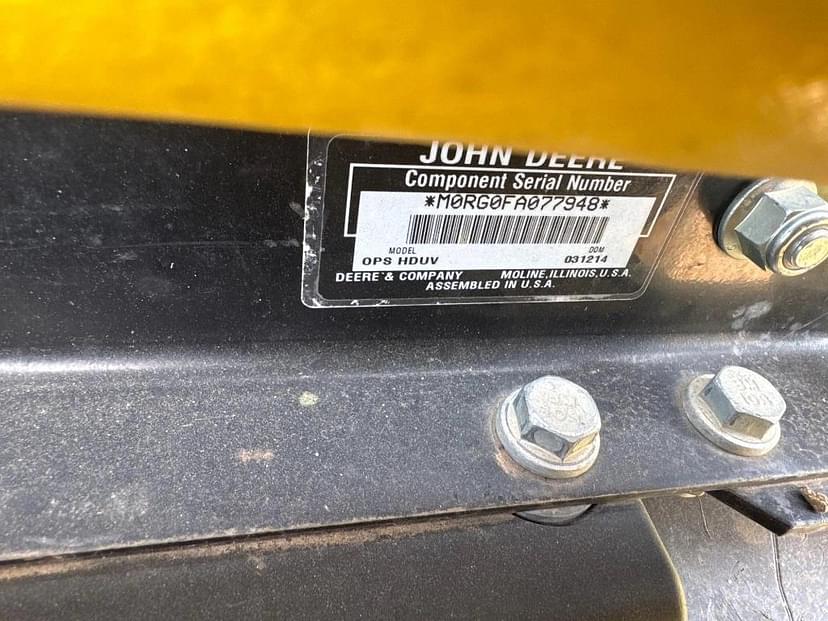 JOHN DEERE
Component Serial Number
*M0RG0FA077948*
MODEL DOM
OPS HDUV 031214
DEERE & COMPANY MOLINE, ILLINOIS, U.S.A.
ASSEMBLED IN U.S.A.